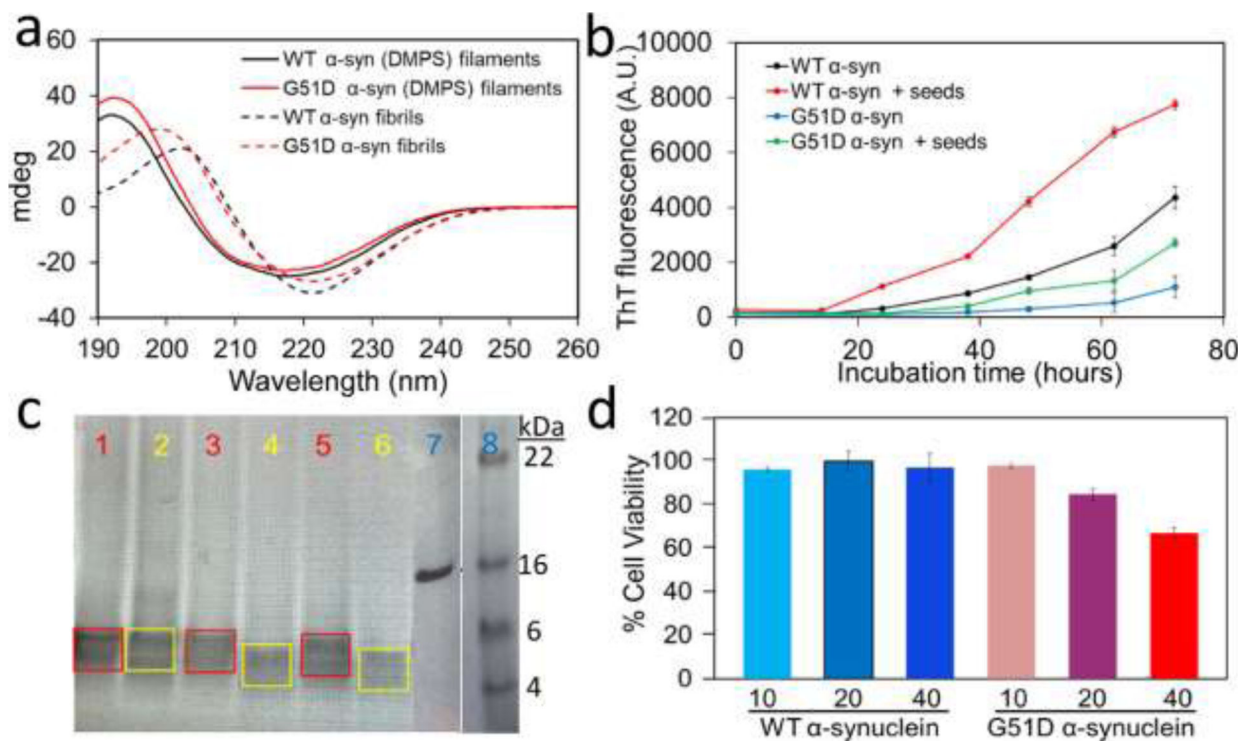 a
60
40
20
0
-20
-40
mdeg
WT α-syn (DMPS) filaments
G51D α-syn (DMPS) filaments
WT α-syn fibrils
G51D α-syn fibrils
190 200 210 220 230 240 250 260
Wavelength (nm)
b
10000
8000
6000
4000
2000
0
ThT fluorescence (A.U.)
WT α-syn
WT α-syn + seeds
G51D α-syn
G51D α-syn + seeds
0 20 40 60 80
Incubation time (hours)
c
1 2 3 4 5 6 7 8
kDa
22
16
6
4
d
120
100
80
60
40
20
0
% Cell Viability
10 20 40 10 20 40
WT α-synuclein G51D α-synuclein